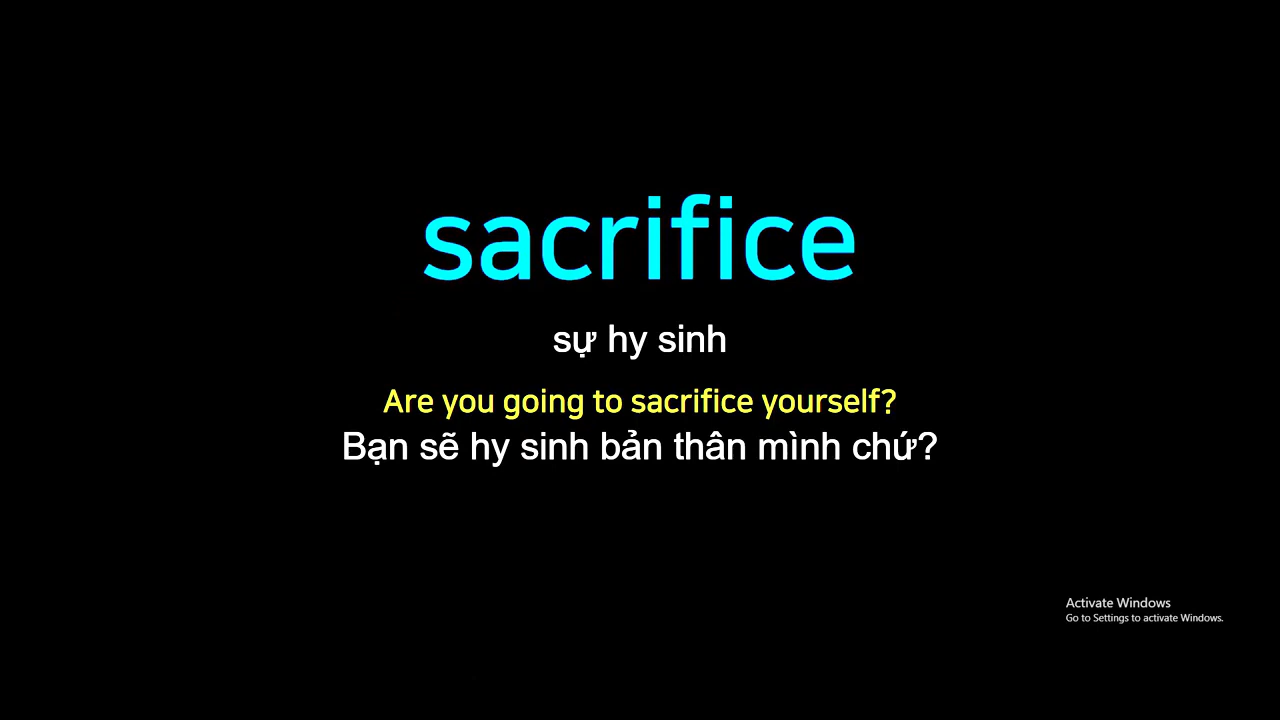 sacrifice
sự hy sinh
Are you going to sacrifice yourself?
Bạn sẽ hy sinh bản thân mình chứ?
Activate Windows
Go to Settings to activate Windows.